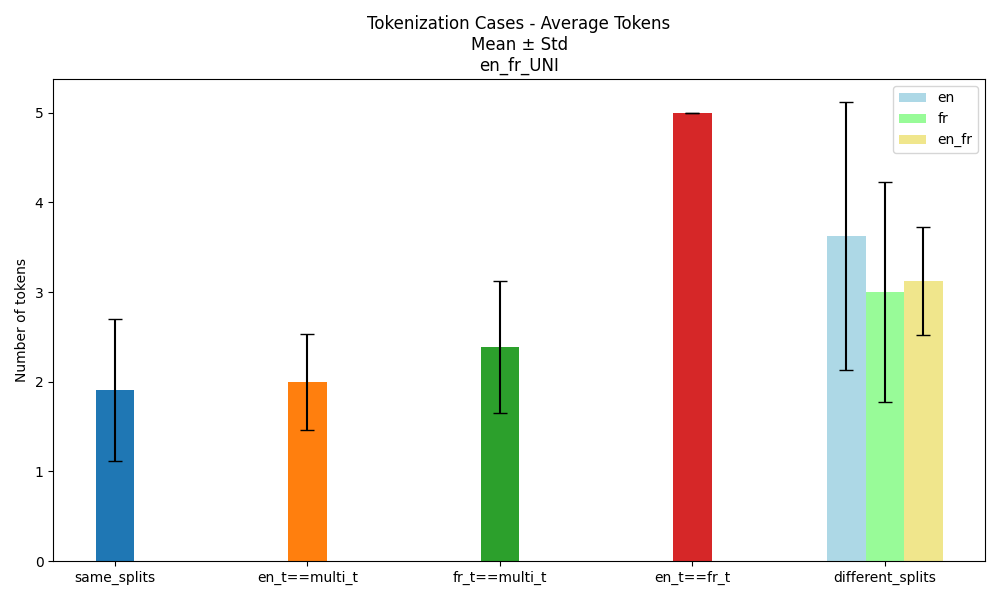 Tokenization Cases - Average Tokens
Mean ± Std
en_fr_UNI
Number of tokens
5
4
3
2
1
0
en
fr
en_fr
same_splits
en_t==multi_t
fr_t==multi_t
en_t==fr_t
different_splits